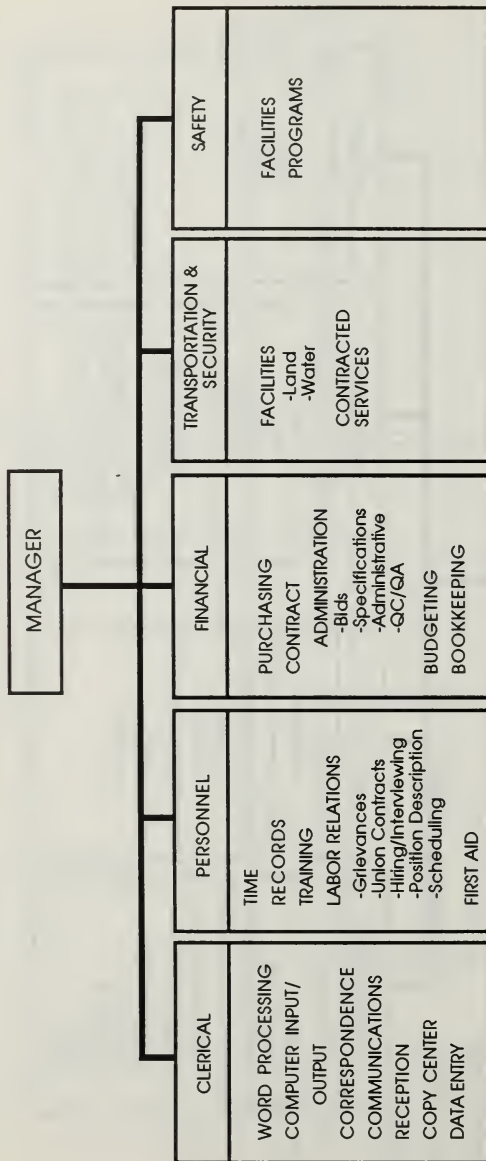 MANAGER
CLERICAL
WORD PROCESSING
COMPUTER INPUT/
OUTPUT
CORRESPONDENCE
COMMUNICATIONS
RECEPTION
COPY CENTER
DATA ENTRY
PERSONNEL
TIME
RECORDS
TRAINING
LABOR RELATIONS
-Grievances
-Union Contracts
-Hiring/Interviewing
-Position Description
-Scheduling
FIRST AID
FINANCIAL
PURCHASING
CONTRACT
ADMINISTRATION
-Bids
-Specifications
-Administrative
-QC/QA
BUDGETING
BOOKKEEPING
TRANSPORTATION &
SECURITY
FACILITIES
-Land
-Water
CONTRACTED
SERVICES
SAFETY
FACILITIES
PROGRAMS